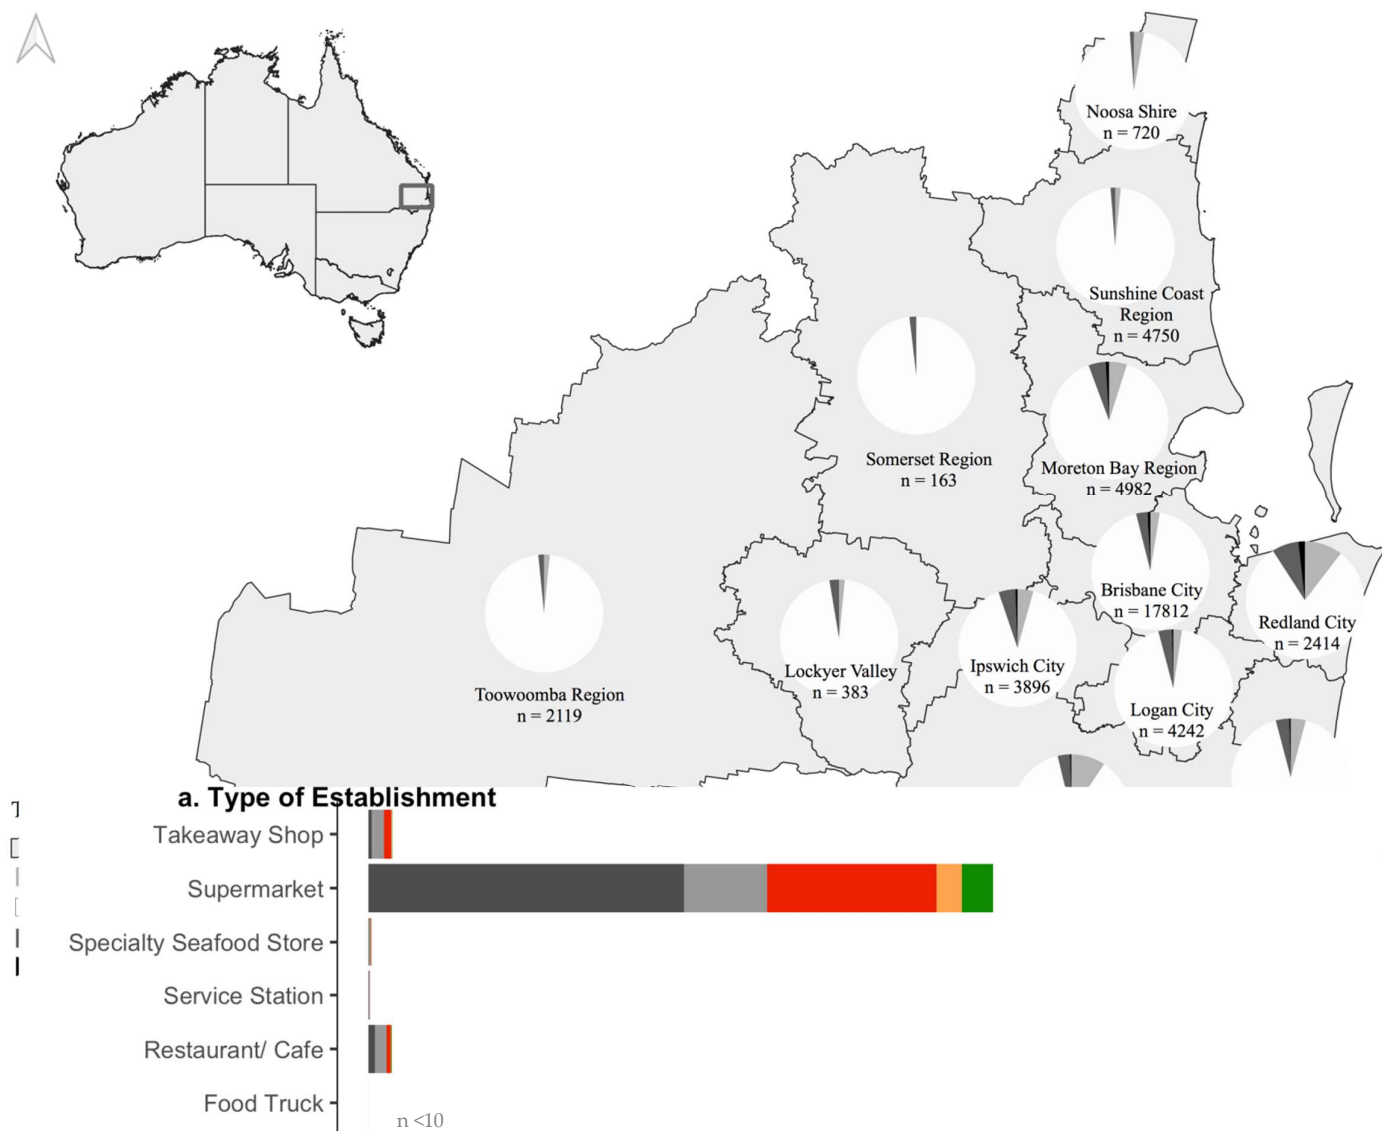 Noosa Shire
n = 720
Sunshine Coast
Region
n = 4750
Somerset Region
n = 163
Moreton Bay Region
n = 4982
Brisbane City
n = 17812
Redland City
n = 2414
Ipswich City
n = 3896
Lockyer Valley
n = 383
Toowoomba Region
n = 2119
Logan City
n = 4242
a. Type of Establishment
Takeaway Shop
Supermarket
Specialty Seafood Store
Service Station
Restaurant/ Cafe
Food Truck
n <10